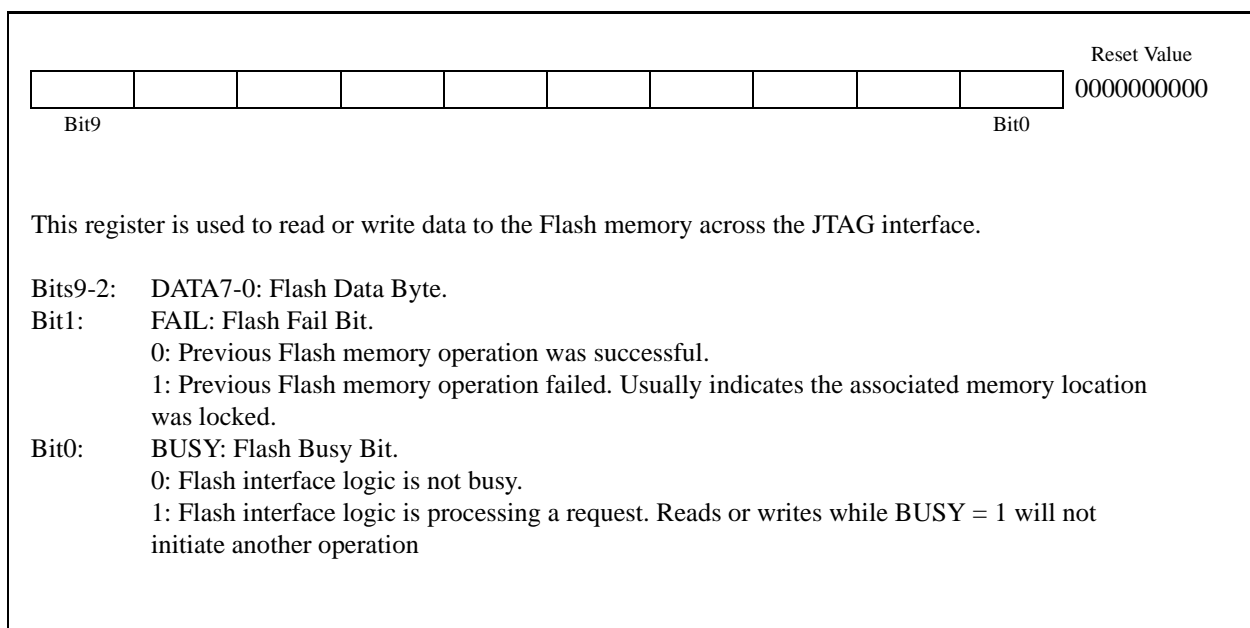 Reset Value
0000000000
Bit9 Bit0
This register is used to read or write data to the Flash memory across the JTAG interface.
Bits9-2: DATA7-0: Flash Data Byte.
Bit1: FAIL: Flash Fail Bit.
0: Previous Flash memory operation was successful.
1: Previous Flash memory operation failed. Usually indicates the associated memory location
was locked.
Bit0: BUSY: Flash Busy Bit.
0: Flash interface logic is not busy.
1: Flash interface logic is processing a request. Reads or writes while BUSY = 1 will not
initiate another operation